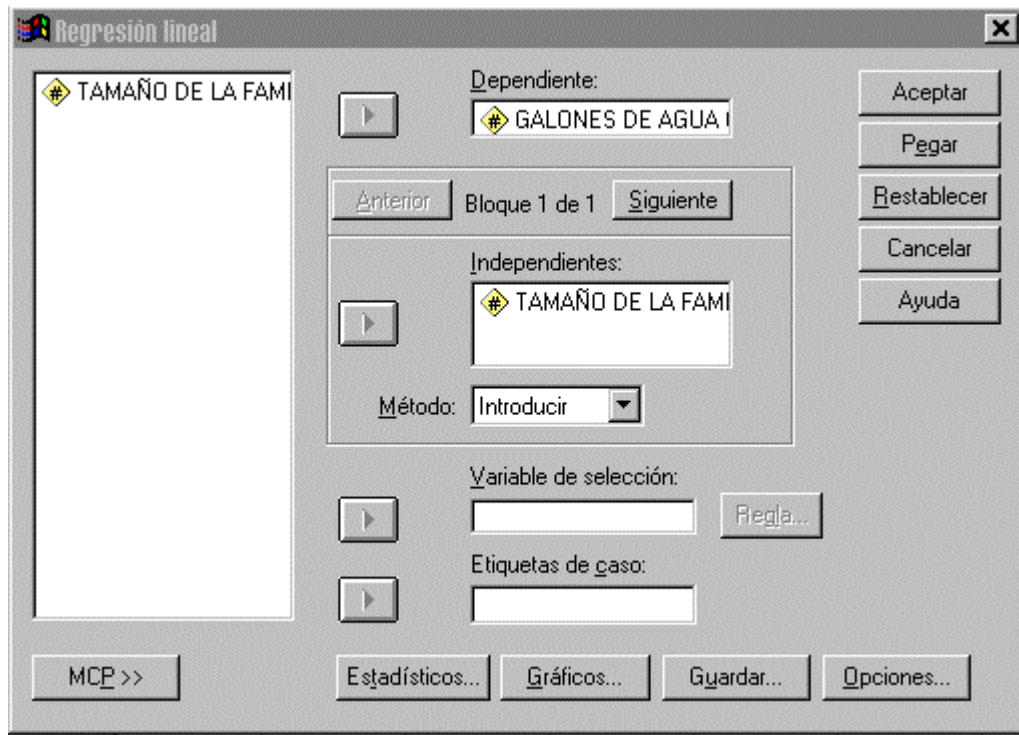 Regresión lineal
TAMAÑO DE LA FAMI
Dependiente:
GALONES DE AGUA
Anterior
Bloque 1 de 1
Siguiente
Independientes:
TAMAÑO DE LA FAMI
Método:
Introducir
Variable de selección:
Regla...
Etiquetas de caso:
Aceptar
Pegar
Restablecer
Cancelar
Ayuda
MCP >>
Estadísticos...
Gráficos...
Guardar...
Opciones...